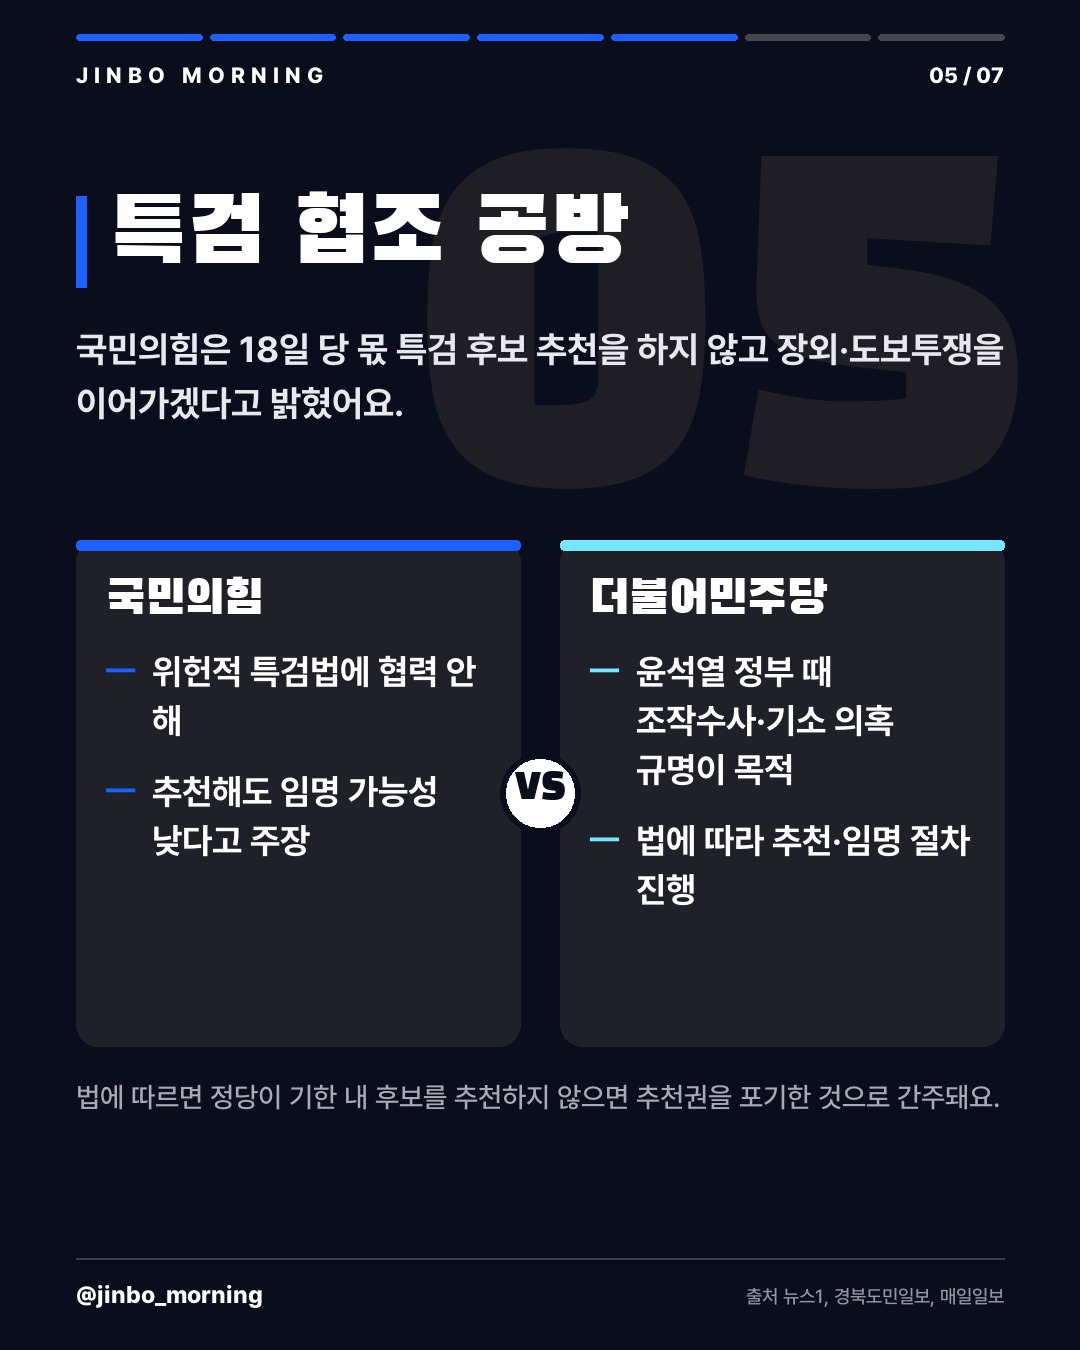 JINBO MORNING
05 / 07
05
특검 협조 공방
국민의힘은 18일 당 몫 특검 후보 추천을 하지 않고 장외·도보투쟁을
이어가겠다고 밝혔어요.
국민의힘
위헌적 특검법에 협력 안
해
추천해도 임명 가능성
낮다고 주장
VS
더불어민주당
윤석열 정부 때
조작수사·기소 의혹
규명이 목적
법에 따라 추천·임명 절차
진행
법에 따르면 정당이 기한 내 후보를 추천하지 않으면 추천권을 포기한 것으로 간주돼요.
@jinbo_morning
출처 뉴스1, 경북도민일보, 매일일보